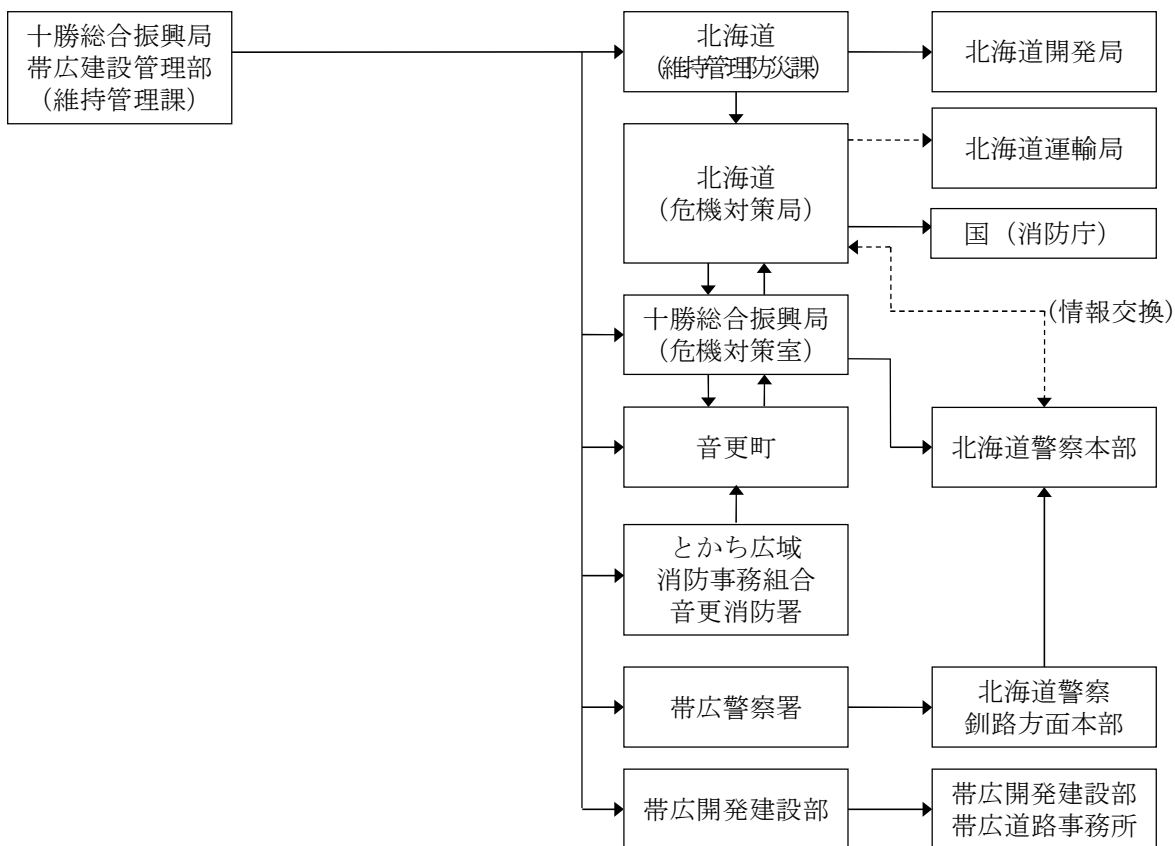 十勝総合振興局
帯広建設管理部
（維持管理課）
北海道
(維持管理防災課)
北海道開発局
北海道
（危機対策局）
北海道運輸局
国（消防庁）
(情報交換)
十勝総合振興局
（危機対策室）
音更町
北海道警察本部
とかち広域
消防事務組合
音更消防署
帯広警察署
北海道警察
釧路方面本部
帯広開発建設部
帯広開発建設部
帯広道路事務所